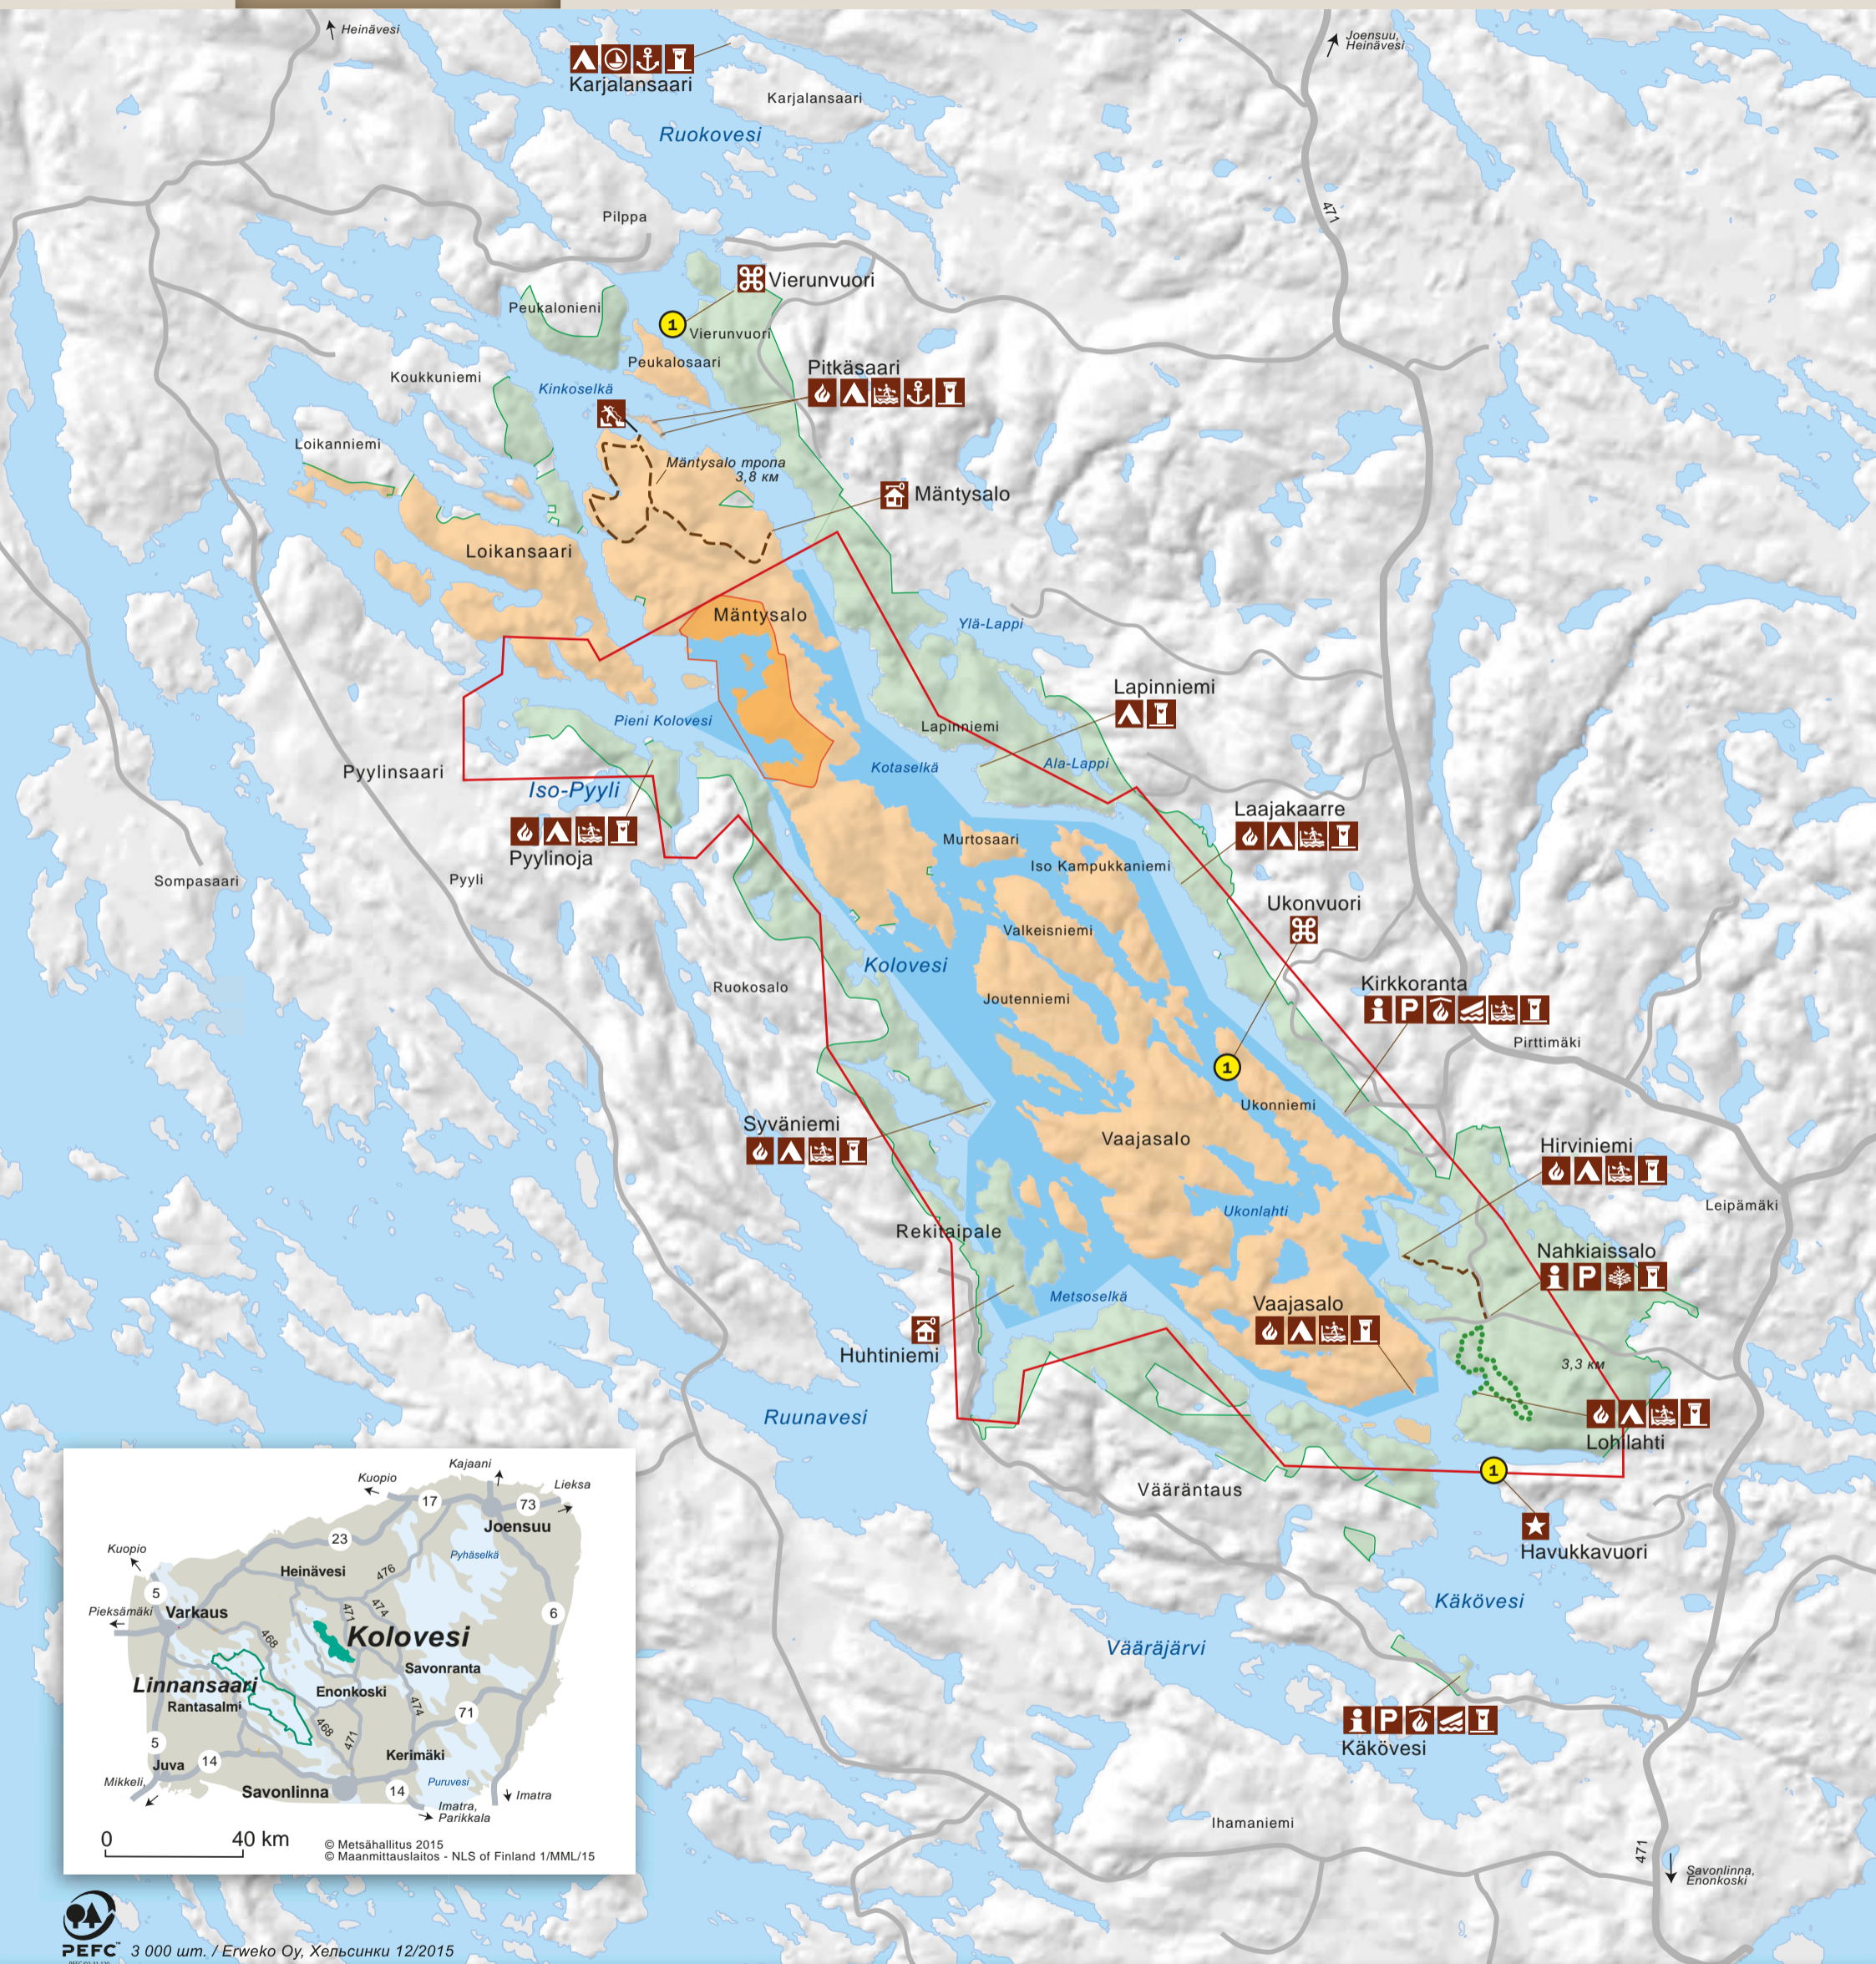 Heinävesi
Joensuu,
Heinävesi
Karjalansaari
Karjalansaari
Ruokovesi
471
Pilppa
Vierunvuori
Peukalonieni
1
Vierunvuori
Peukalosaari
Pitkäsaari
Koukkuniemi
Kinkoselkä
Loikanniemi
Mäntysalo тропа
3,8 км
Mäntysalo
Loikansaari
Mäntysalo
Ylä-Lappi
Lapinniemi
Pieni Kolovesi
Lapinniemi
Pyylinsaari
Kotaselkä
Ala-Lappi
Iso-Pyyli
Laajakaarre
P
Murtosaari
Pyylinoja
Iso Kampukkaniemi
Sompasaari
Pyyli
Ukonvuori
Valkeisniemi
Kolovesi
Ruokosalo
Joutenniemi
Kirkkoranta
i P
Pirttimäki
1
Ukonniemi
Syväniemi
Vaajasalo
Hirviniemi
Leipämäki
Ukonlahti
Rekitaipale
Nahkiaissalo
i P
Metsoselkä
Vaajasalo
Huhtiniemi
3,3 км
Ruunavesi
Lohilahti
1
Vääräntaus
Havukkavuori
Käkövesi
Vääräjärvi
i P
Käkövesi
Ihamaniemi
471
Savonlinna,
Enonkoski
Kajaani
Kuopio
Lieksa
17
73
Joensuu
23
Kuopio
Pyhäselkä
Heinävesi
476
5
474
471
Pieksämäki
Varkaus
6
468
Kolovesi
Savonranta
Linnansaari
Enonkoski
Rantasalmi
474
71
468
471
5
14
Kerimäki
Juva
Mikkeli
Puruvesi
Savonlinna
14
Imatra
Imatra,
Parikkala
0 40 km
© Metsähallitus 2015
© Maanmittauslaitos - NLS of Finland 1/MML/15
PEFC™
3 000 шт. / Erweko Oy, Хельсинки 12/2015